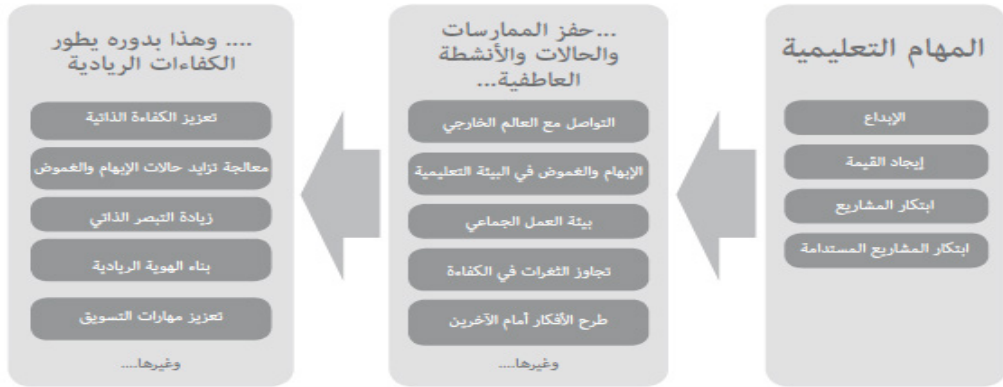 المهام التعليمية
الإبداع
إيجاد القيمة
ابتكار المشاريع
ابتكار المشاريع المستدامة
...حفز الممارسات
والحالات والأنشطة
العاطفية...
التواصل مع العالم الخارجي
الإبهام والغموض في البيئة التعليمية
بيئة العمل الجماعي
تجاوز الثغرات في الكفاءة
طرح الأفكار أمام الآخرين
وغيرها....
.... وهذا بدوره يطور
الكفاءات الريادية
تعزيز الكفاءة الذاتية
معالجة تزايد حالات الإبهام والغموض
زيادة التبصر الذاتي
بناء الهوية الريادية
تعزيز مهارات التسويق
وغيرها....